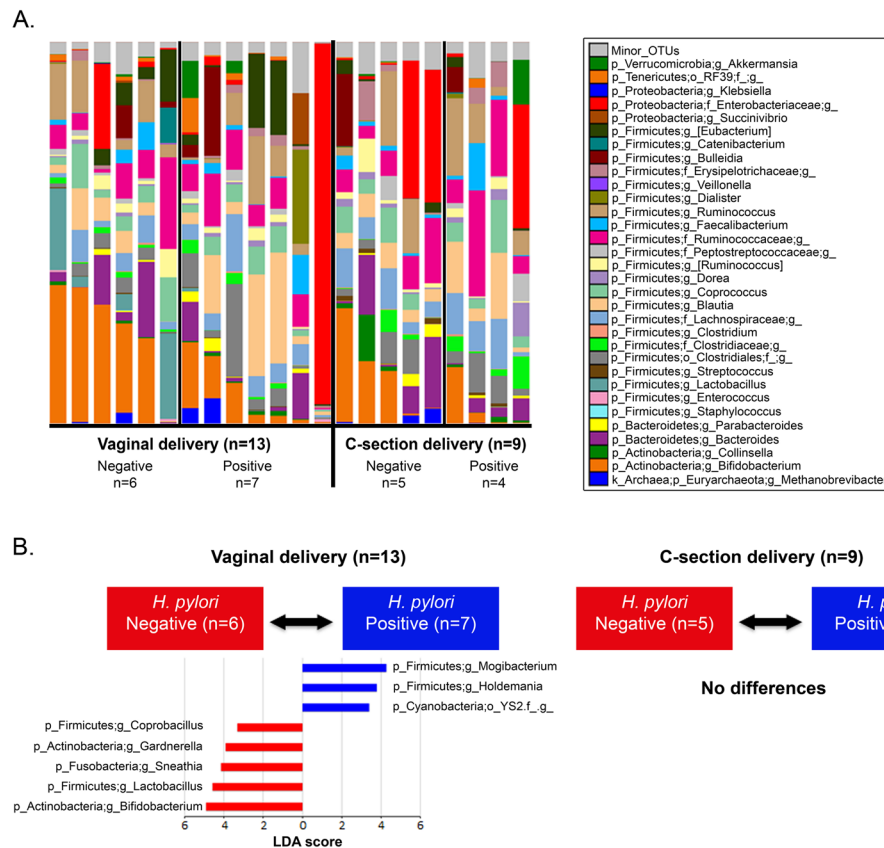 A.
Minor_OTUs
p_Verrucomicrobia;g_Akkermansia
p_Tenericutes;o_RF39;f_;g_
p_Proteobacteria;g_Klebsiella
p_Proteobacteria;f_Enterobacteriaceae;g_
p_Proteobacteria;g_Succinivibrio
p_Firmicutes;g_[Eubacterium]
p_Firmicutes;g_Catenibacterium
p_Firmicutes;g_Bulleidia
p_Firmicutes;f_Erysipelotrichaceae;g_
p_Firmicutes;g_Veillonella
p_Firmicutes;g_Dialister
p_Firmicutes;g_Ruminococcus
p_Firmicutes;g_Faecalibacterium
p_Firmicutes;f_Ruminococcaceae;g_
p_Firmicutes;f_Peptostreptococcaceae;g_
p_Firmicutes;g_[Ruminococcus]
p_Firmicutes;g_Dorea
p_Firmicutes;g_Coprococcus
p_Firmicutes;g_Blautia
p_Firmicutes;f_Lachnospiraceae;g_
p_Firmicutes;g_Clostridium
p_Firmicutes;f_Clostridiaceae;g_
p_Firmicutes;o_Clostridiales;f_;g_
p_Firmicutes;g_Streptococcus
p_Firmicutes;g_Lactobacillus
p_Firmicutes;g_Enterococcus
p_Firmicutes;g_Staphylococcus
p_Bacteroidetes;g_Parabacteroides
p_Bacteroidetes;g_Bacteroides
p_Actinobacteria;g_Collinsella
p_Actinobacteria;g_Bifidobacterium
k_Archaea;p_Euryarchaeota;g_Methanobrevibacte
Vaginal delivery (n=13)
C-section delivery (n=9)
Negative
n=6
Positive
n=7
Negative
n=5
Positive
n=4
B.
Vaginal delivery (n=13)
C-section delivery (n=9)
H. pylori
Negative (n=6)
H. pylori
Positive (n=7)
H. pylori
Negative (n=5)
H. p
Positiv
No differences
p_Firmicutes;g_Mogibacterium
p_Firmicutes;g_Holdemania
p_Cyanobacteria;o_YS2.f_.g_
p_Firmicutes;g_Coprobacillus
p_Actinobacteria;g_Gardnerella
p_Fusobacteria;g_Sneathia
p_Firmicutes;g_Lactobacillus
p_Actinobacteria;g_Bifidobacterium
6 4 2 0 2 4 6
LDA score